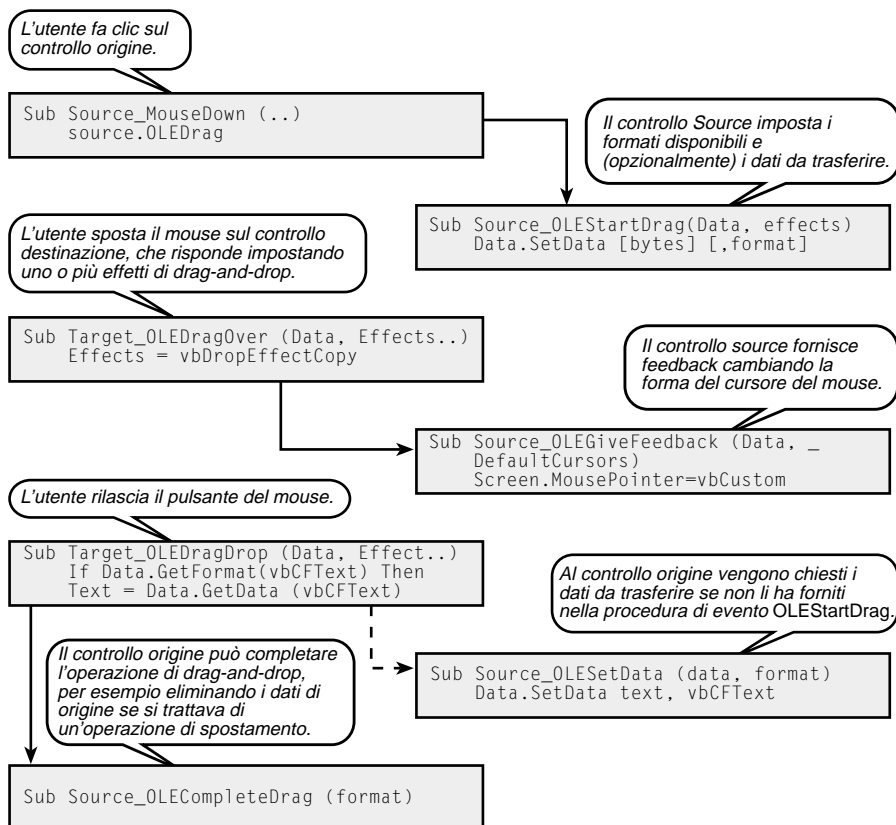 L'utente fa clic sul
controllo origine.
Sub Source_MouseDown (..)
source.OLEDrag
Il controllo Source imposta i
formati disponibili e
(opzionalmente) i dati da trasferire.
Sub Source_OLEStartDrag(Data, effects)
Data.SetData [bytes] [,format]
L'utente sposta il mouse sul controllo
destinazione, che risponde impostando
uno o più effetti di drag-and-drop.
Sub Target_OLEDragOver (Data, Effects..)
Effects = vbDropEffectCopy
Il controllo source fornisce
feedback cambiando la
forma del cursore del mouse.
Sub Source_OLEGiveFeedback (Data, _
DefaultCursors)
Screen.MousePointer=vbCustom
L'utente rilascia il pulsante del mouse.
Sub Target_OLEDragDrop (Data, Effect..)
If Data.GetFormat(vbCFText) Then
Text = Data.GetData (vbCFText)
Al controllo origine vengono chiesti i
dati da trasferire se non li ha forniti
nella procedura di evento OLEStartDrag.
Sub Source_OLESetData (data, format)
Data.SetData text, vbCFText
Il controllo origine può completare
l'operazione di drag-and-drop,
per esempio eliminando i dati di
origine se si trattava di
un'operazione di spostamento.
Sub Source_OLECompleteDrag (format)